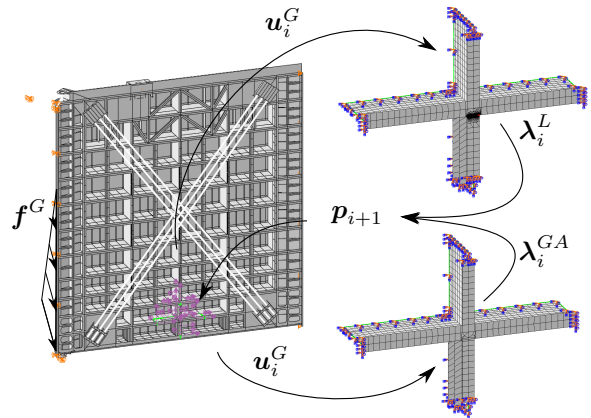 u_i^G
λ_i^L
f^G
p_{i+1}
λ_i^{GA}
u_i^G